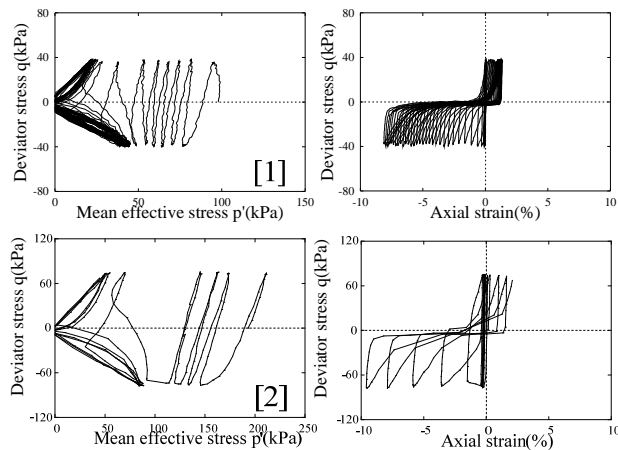 80
40
0
-40
-80
Deviator stress q(kPa)
0 50 100 150
Mean effective stress p'(kPa)
[1]
80
40
0
-40
-80
Deviator stress q(kPa)
-10 -5 0 5
Axial strain(%)
120
60
0
-60
-120
Deviator stress q(kPa)
0 50 100 150 200 250
Mean effective stress p'(kPa)
[2]
120
60
0
-60
-120
Deviator stress q(kPa)
-10 -5 0 5
Axial strain(%)